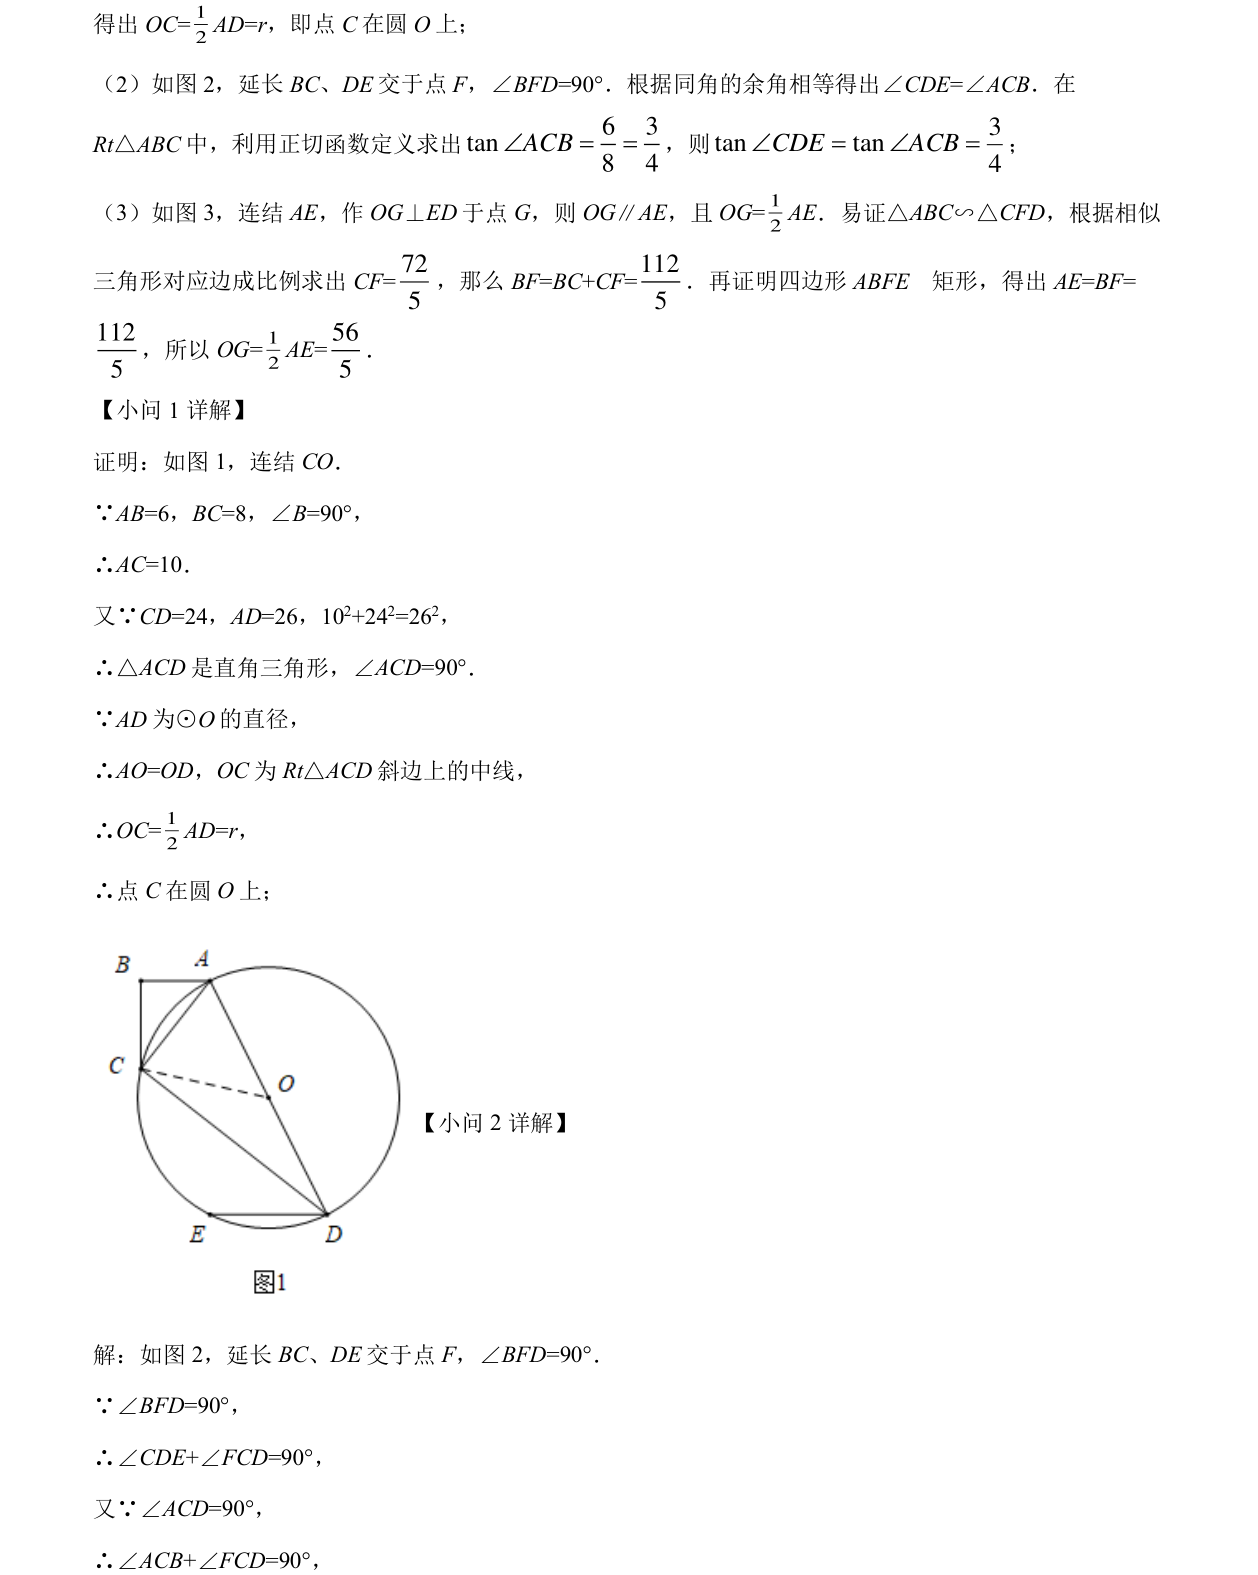 得出 OC=1/2 AD=r，即点 C 在圆 O 上；
（2）如图 2，延长 BC、DE 交于点 F，∠BFD=90°．根据同角的余角相等得出∠CDE=∠ACB．在
Rt△ABC 中，利用正切函数定义求出 tan ∠ACB = 6/8 = 3/4，则 tan ∠CDE = tan ∠ACB = 3/4；
（3）如图 3，连结 AE，作 OG⊥ED 于点 G，则 OG∥AE，且 OG=1/2 AE．易证△ABC∽△CFD，根据相似
三角形对应边成比例求出 CF=72/5，那么 BF=BC+CF=112/5．再证明四边形 ABFE 矩形，得出 AE=BF=
112/5，所以 OG=1/2 AE=56/5．
【小问 1 详解】
证明：如图 1，连结 CO．
∵AB=6，BC=8，∠B=90°，
∴AC=10．
又∵CD=24，AD=26，10²+24²=26²，
∴△ACD 是直角三角形，∠ACD=90°．
∵AD 为⊙O 的直径，
∴AO=OD，OC 为 Rt△ACD 斜边上的中线，
∴OC=1/2 AD=r，
∴点 C 在圆 O 上；
B A
C
O
【小问 2 详解】
E D
图1
解：如图 2，延长 BC、DE 交于点 F，∠BFD=90°．
∵∠BFD=90°，
∴∠CDE+∠FCD=90°，
又∵∠ACD=90°，
∴∠ACB+∠FCD=90°，